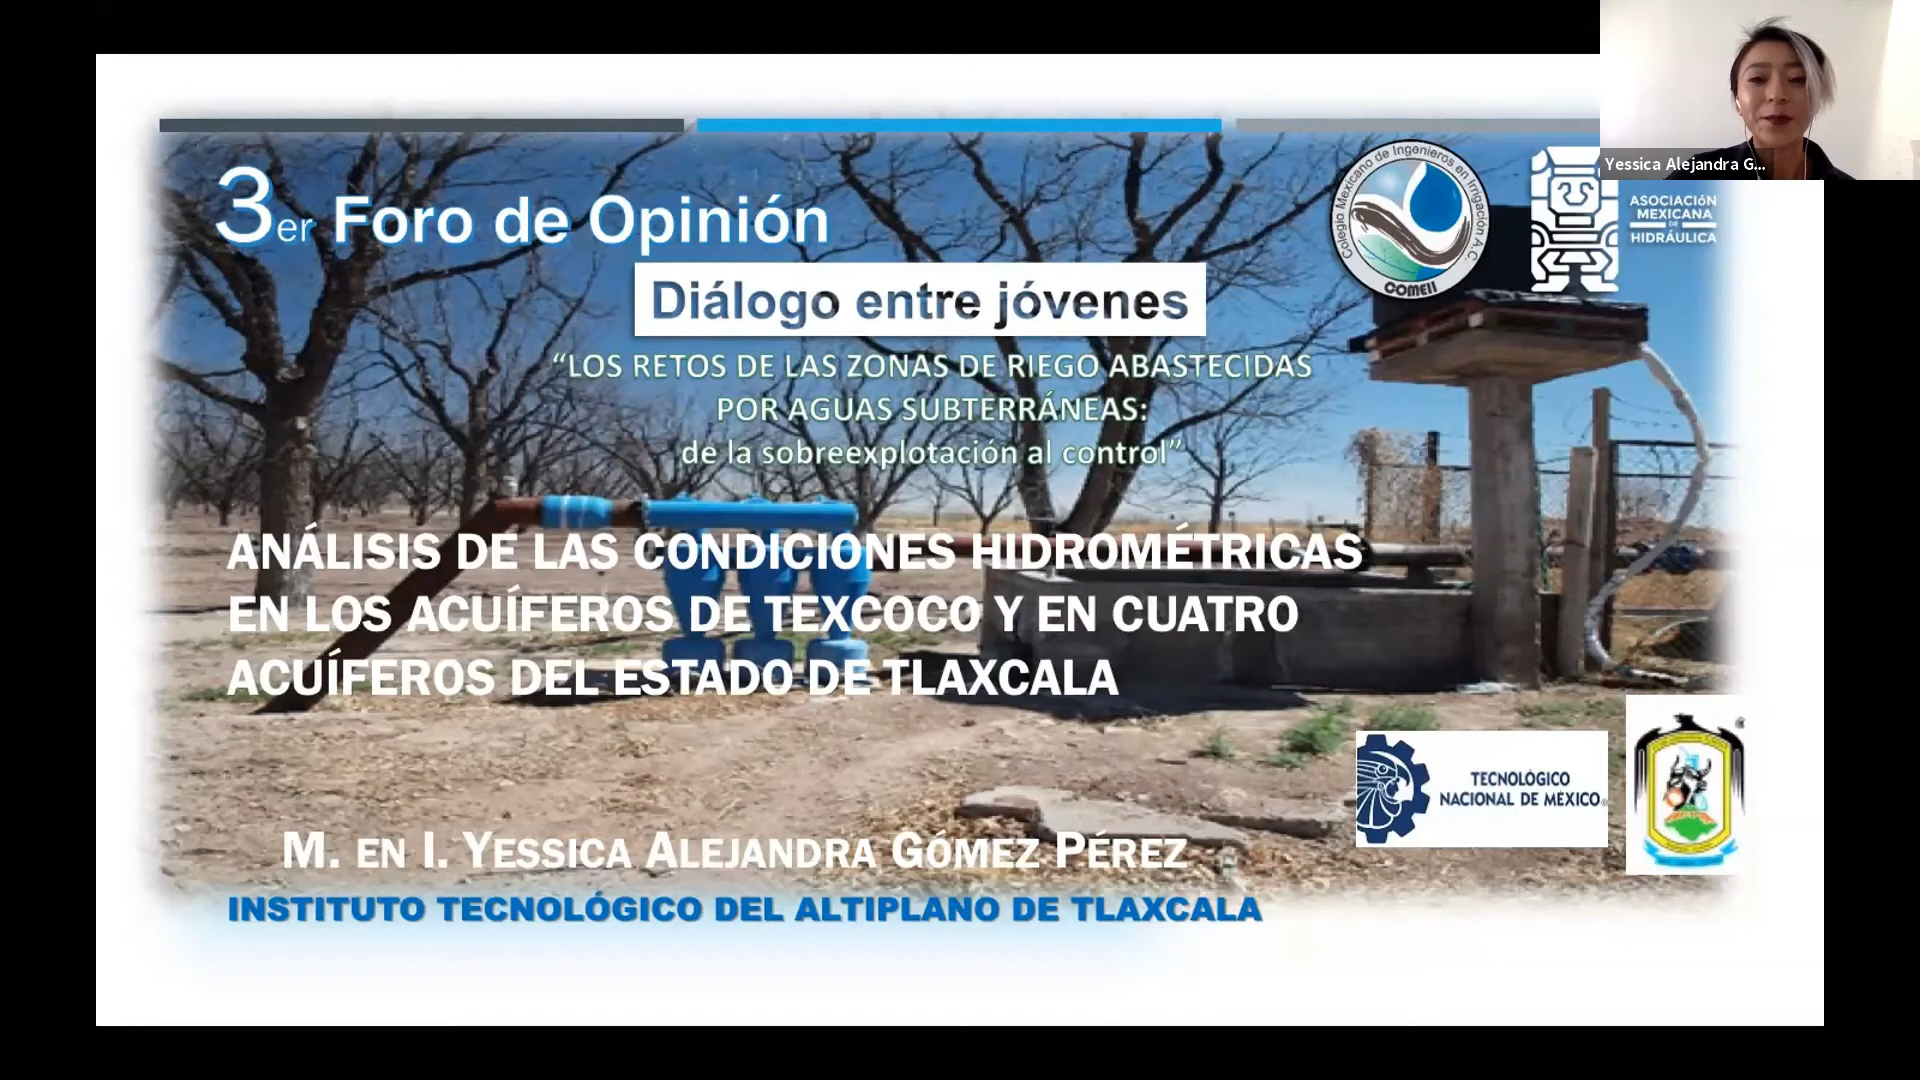 Yessica Alejandra G...
3er Foro de Opinión
Colegio Mexicano de Ingenieros en Irrigación A.C.
COMEII
ASOCIACIÓN
MEXICANA
DE
HIDRÁULICA
Diálogo entre jóvenes
“LOS RETOS DE LAS ZONAS DE RIEGO ABASTECIDAS
POR AGUAS SUBTERRÁNEAS:
de la sobreexplotación al control”
ANÁLISIS DE LAS CONDICIONES HIDROMÉTRICAS
EN LOS ACUÍFEROS DE TEXCOCO Y EN CUATRO
ACUÍFEROS DEL ESTADO DE TLAXCALA
TECNOLÓGICO
NACIONAL DE MÉXICO®
M. EN I. YESSICA ALEJANDRA GÓMEZ PÉREZ
INSTITUTO TECNOLÓGICO DEL ALTIPLANO DE TLAXCALA